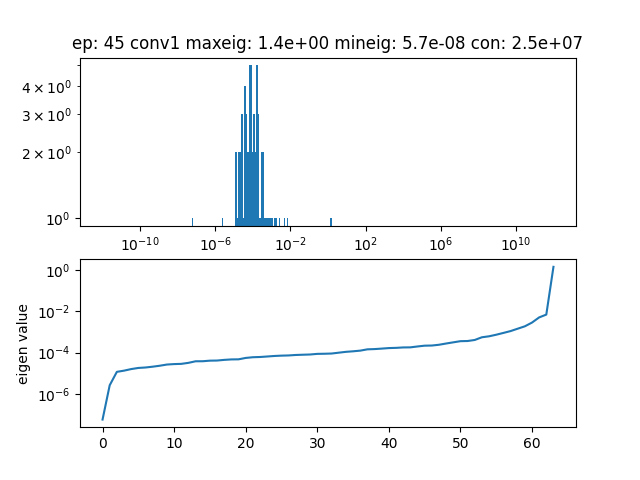 ep: 45 conv1 maxeig: 1.4e+00 mineig: 5.7e-08 con: 2.5e+07
4 × 10⁰
3 × 10⁰
2 × 10⁰
10⁰
10⁻¹⁰ 10⁻⁶ 10⁻² 10² 10⁶ 10¹⁰
eigen value
10⁰
10⁻²
10⁻⁴
10⁻⁶
0 10 20 30 40 50 60